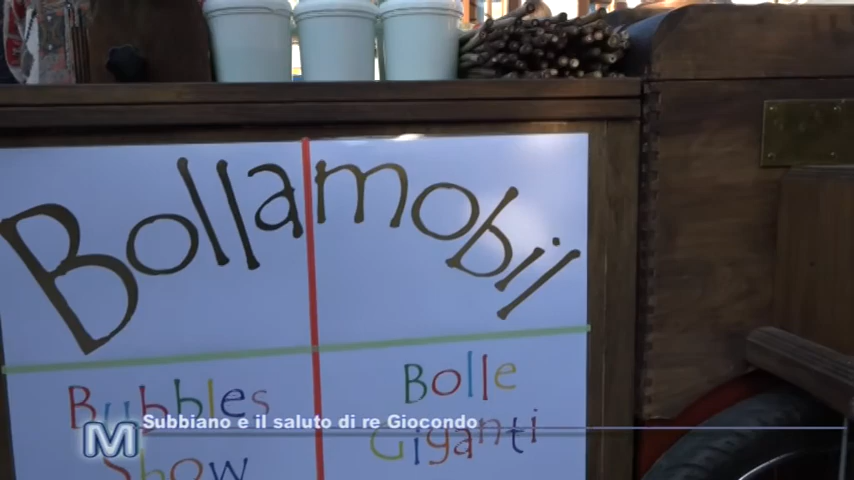 Bollamobil
Bubbles
Show
Bolle
Giganti
M
Subbiano e il saluto di re Giocondo